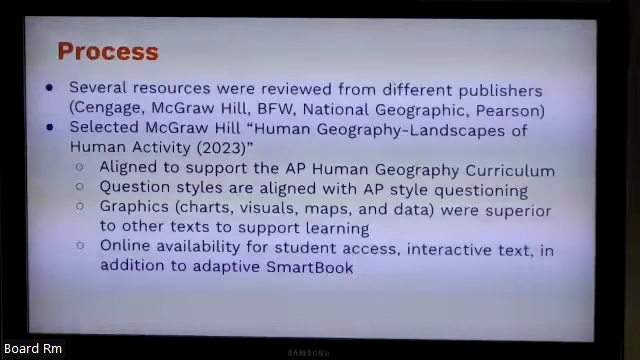 Process
● Several resources were reviewed from different publishers
(Cengage, McGraw Hill, BFW, National Geographic, Pearson)
● Selected McGraw Hill “Human Geography-Landscapes of
Human Activity (2023)”
○ Aligned to support the AP Human Geography Curriculum
○ Question styles are aligned with AP style questioning
○ Graphics (charts, visuals, maps, and data) were superior
to other texts to support learning
○ Online availability for student access, interactive text, in
addition to adaptive SmartBook
SAMSUNG
Board Rm